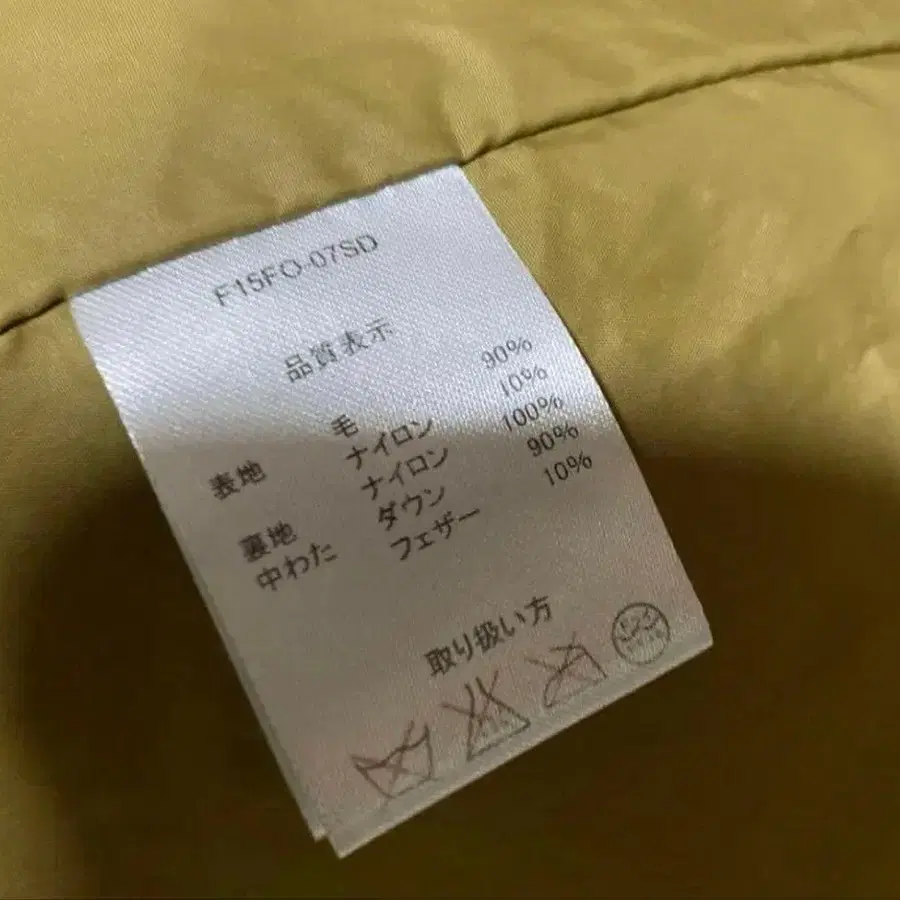 F15FO-07SD
品質表示
表地 毛 90%
ナイロン 10%
裏地 ナイロン 100%
中わた ダウン 90%
フェザー 10%
取り扱い方